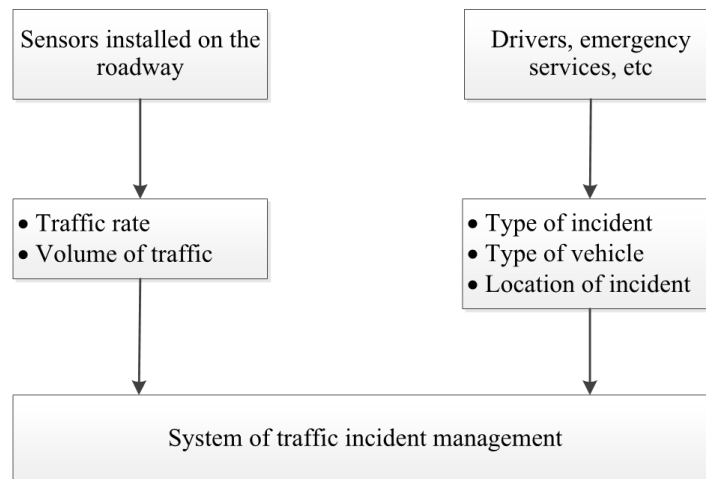 Sensors installed on the
roadway
Drivers, emergency
services, etc
• Traffic rate
• Volume of traffic
• Type of incident
• Type of vehicle
• Location of incident
System of traffic incident management